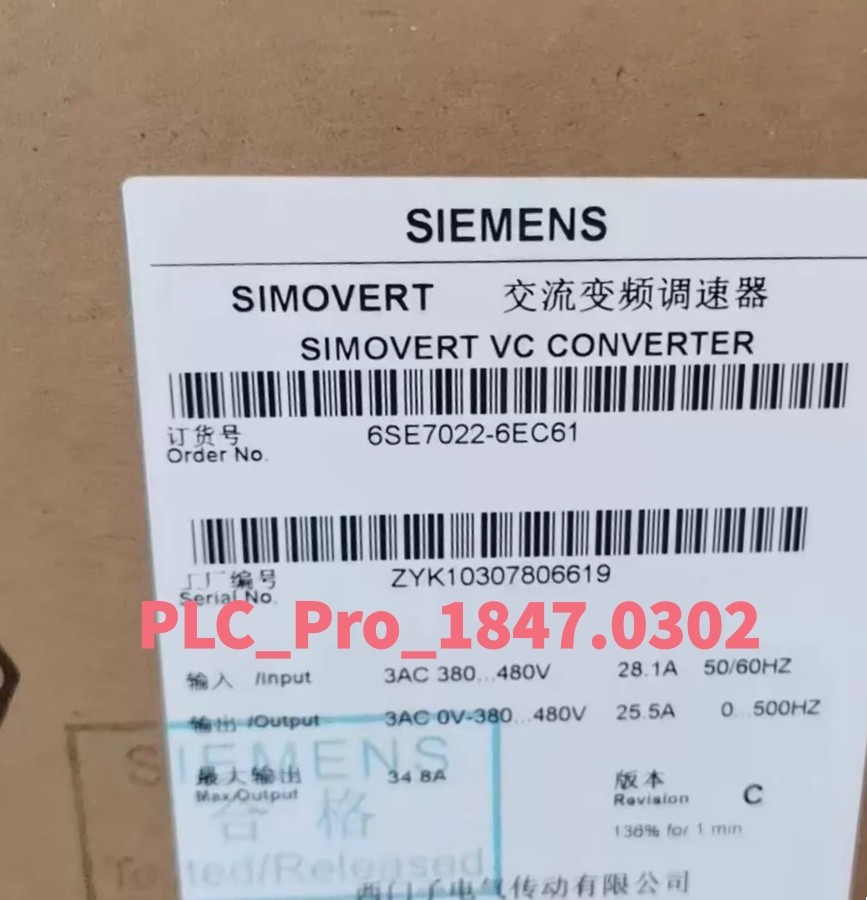 SIEMENS
SIMOVERT 交流变频调速器
SIMOVERT VC CONVERTER
订货号 6SE7022-6EC61
Order No.
工厂编号 ZYK10307806619
Serial No.
PLC_Pro_1847.0302
输入 /Input 3AC 380...480V 28.1A 50/60HZ
输出 /Output 3AC 0V-380...480V 25.5A 0...500HZ
SIEMENS
最大输出 34.8A 版本
Max.Output Revision C
合格
136% for 1 min
Tested/Released
西门子电气传动有限公司